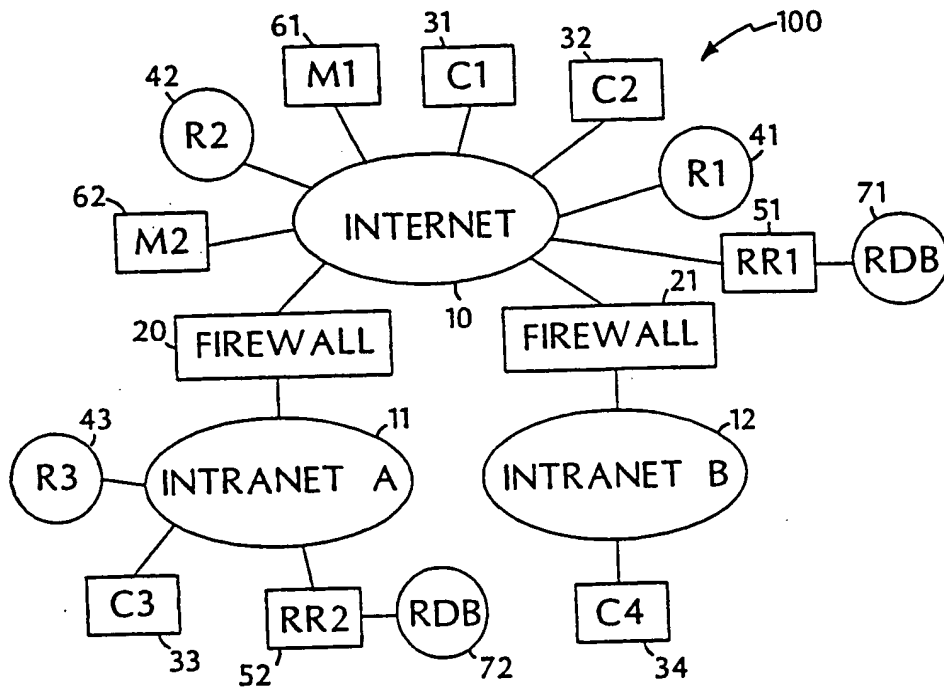 61
31
32
100
M1
C1
C2
42
R2
41
R1
62
M2
INTERNET
51
71
RR1
RDB
10
21
20
FIREWALL
FIREWALL
43
11
12
R3
INTRANET A
INTRANET B
C3
RR2
RDB
C4
33
52
72
34